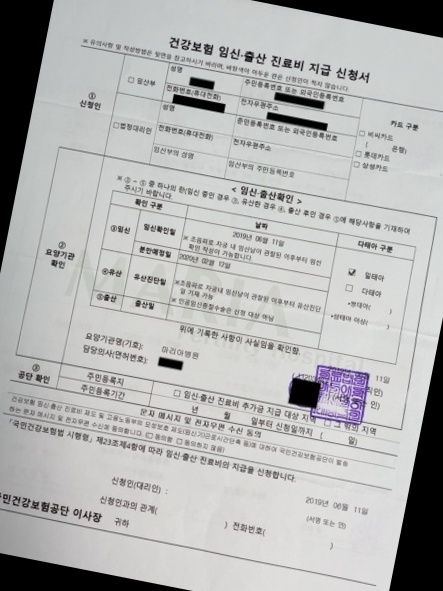 건강보험 임신·출산 진료비 지급 신청서
※ 유의사항 및 작성방법은 뒷면을 참고하시기 바라며, 바탕색이 어두운 란은 신청인이 적지 않습니다.
① 신청인
□ 임산부
성명
주민등록번호 또는 외국인등록번호
전화번호(휴대전화)
전자우편주소
□ 법정대리인
성명
주민등록번호 또는 외국인등록번호
전화번호(휴대전화)
전자우편주소
임산부의 성명
임산부의 주민등록번호
카드 구분
□ 비씨카드
( 은행)
□ 롯데카드
□ 삼성카드
② 요양기관 확인
< 임신·출산확인 >
※ ③ ~ ⑤ 중 하나의 란(임신 중인 경우 ③, 유산한 경우 ④, 출산 후인 경우 ⑤)에 해당사항을 기재하여 주시기 바랍니다.
확인 구분
날짜
다태아 구분
③임신
임신확인일
2019년 06월 11일
※ 초음파로 자궁 내 임신낭이 관찰된 이후부터 임신 확인 작성이 가능합니다.
분만예정일
2020년 02월 12일
④유산
유산진단일
※초음파로 자궁내 임신낭이 관찰된 이후부터 유산진단일 기재 가능
※ 인공임신중절수술은 신청 대상 아님
⑤출산
출산일
☑ 일태아
□ 다태아
위에 기록한 사항이 사실임을 확인함.
11일
요양기관명(기호): 마리아병원
담당의사(면허번호):
③ 공단 확인
주민등록지
□ 임신·출산 진료비 추가금 지급 대상 지역
주민등록기간
년 월 일부터 신청일까지 ( 일)
문자 메시지 및 전자우편 수신 동의
「국민건강보험법 시행령」 제23조제4항에 따라 임신·출산 진료비의 지급을 신청합니다.
2019년 06월 11일
신청인(대리인) :
(서명 또는 인)
신청인과의 관계( ) 전화번호( )
국민건강보험공단 이사장 귀하